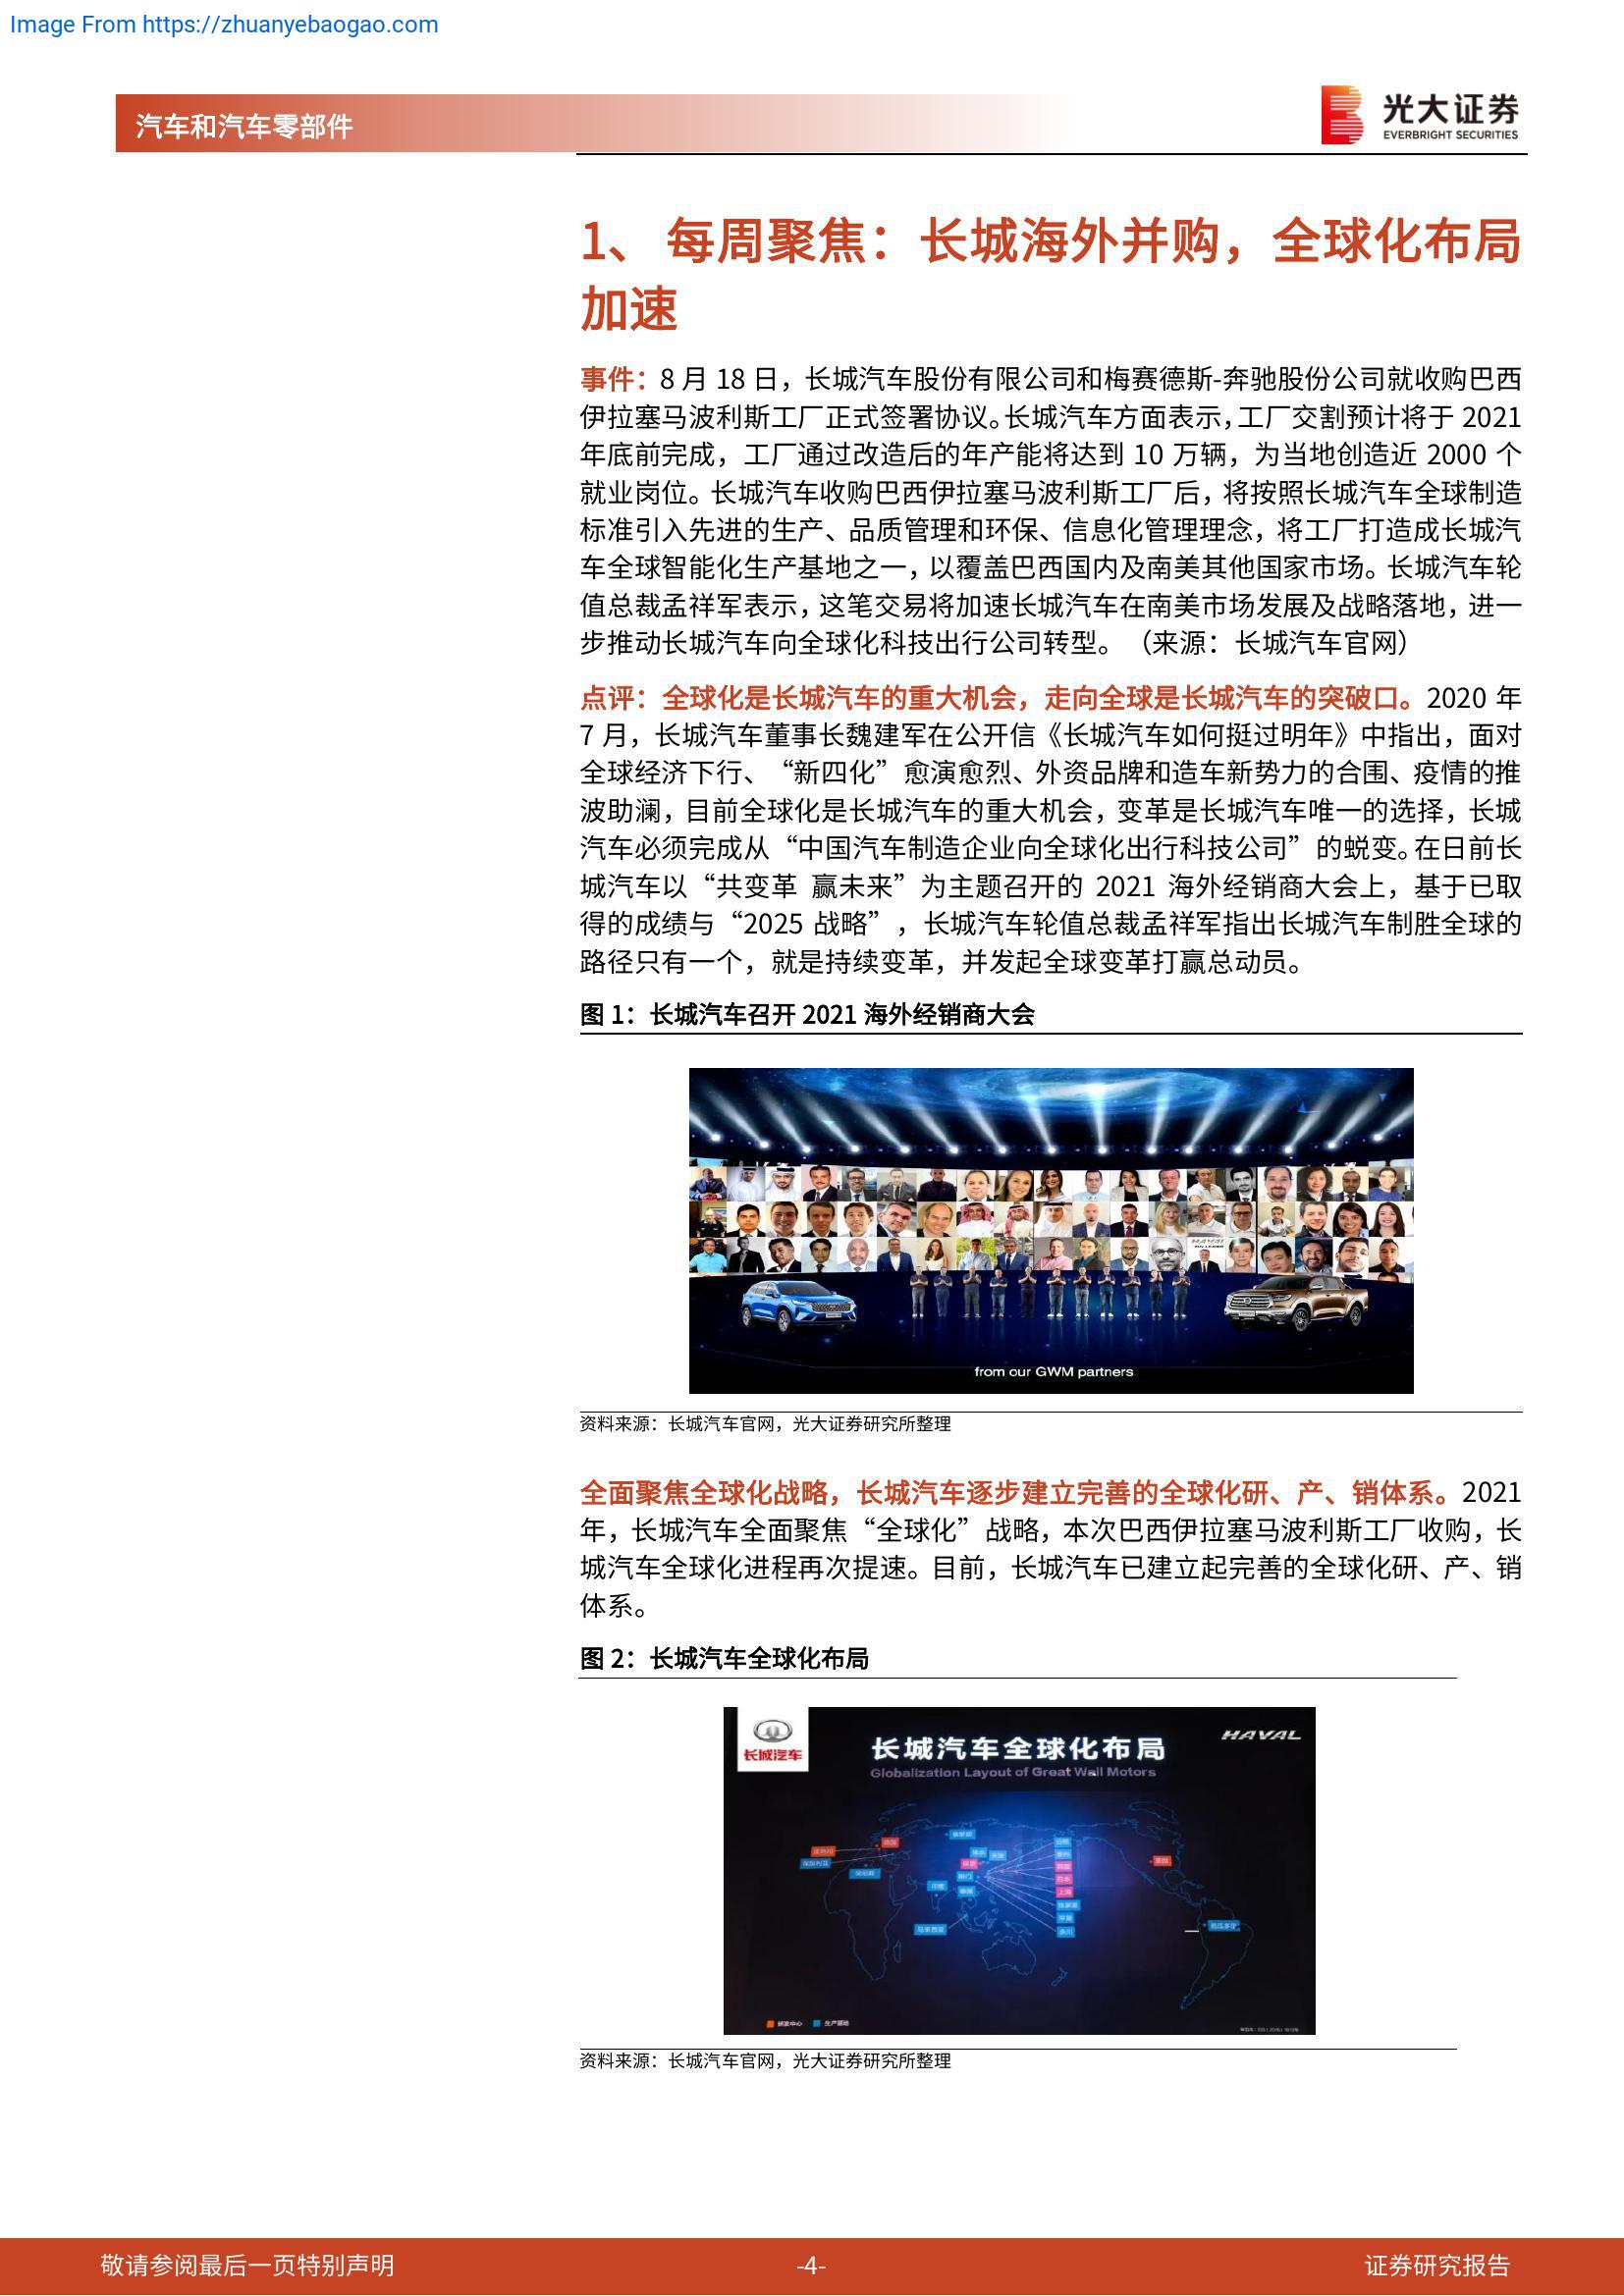 Image From https://zhuanyebaogao.com
汽车和汽车零部件
光大证券
EVERBRIGHT SECURITIES
1、 每周聚焦：长城海外并购，全球化布局
加速
事件：8 月 18 日，长城汽车股份有限公司和梅赛德斯-奔驰股份公司就收购巴西
伊拉塞马波利斯工厂正式签署协议。长城汽车方面表示，工厂交割预计将于 2021
年底前完成，工厂通过改造后的年产能将达到 10 万辆，为当地创造近 2000 个
就业岗位。长城汽车收购巴西伊拉塞马波利斯工厂后，将按照长城汽车全球制造
标准引入先进的生产、品质管理和环保、信息化管理理念，将工厂打造成长城汽
车全球智能化生产基地之一，以覆盖巴西国内及南美其他国家市场。长城汽车轮
值总裁孟祥军表示，这笔交易将加速长城汽车在南美市场发展及战略落地，进一
步推动长城汽车向全球化科技出行公司转型。（来源：长城汽车官网）
点评：全球化是长城汽车的重大机会，走向全球是长城汽车的突破口。2020 年
7 月，长城汽车董事长魏建军在公开信《长城汽车如何挺过明年》中指出，面对
全球经济下行、“新四化”愈演愈烈、外资品牌和造车新势力的合围、疫情的推
波助澜，目前全球化是长城汽车的重大机会，变革是长城汽车唯一的选择，长城
汽车必须完成从“中国汽车制造企业向全球化出行科技公司”的蜕变。在日前长
城汽车以“共变革 赢未来”为主题召开的 2021 海外经销商大会上，基于已取
得的成绩与“2025 战略”，长城汽车轮值总裁孟祥军指出长城汽车制胜全球的
路径只有一个，就是持续变革，并发起全球变革打赢总动员。
图 1：长城汽车召开 2021 海外经销商大会
from our GWM partners
资料来源：长城汽车官网，光大证券研究所整理
全面聚焦全球化战略，长城汽车逐步建立完善的全球化研、产、销体系。2021
年，长城汽车全面聚焦“全球化”战略，本次巴西伊拉塞马波利斯工厂收购，长
城汽车全球化进程再次提速。目前，长城汽车已建立起完善的全球化研、产、销
体系。
图 2：长城汽车全球化布局
长城汽车
长城汽车全球化布局
HAVAL
Globalization Layout of Great Wall Motors
研发中心 生产基地
资料来源：长城汽车官网，光大证券研究所整理
敬请参阅最后一页特别声明
-4-
证券研究报告